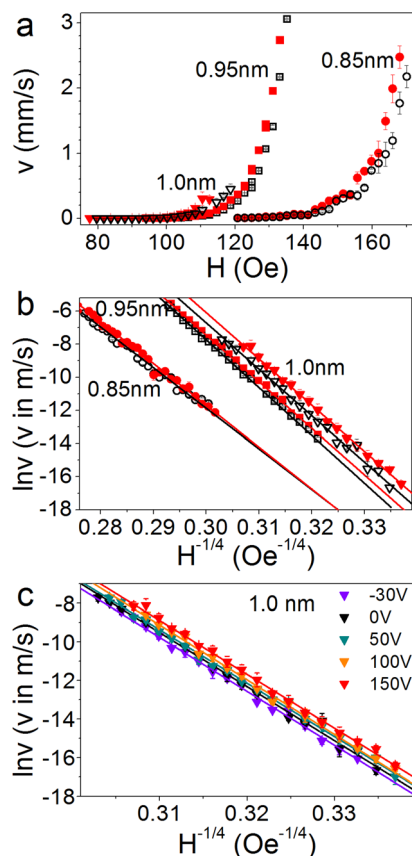 a
v (mm/s)
3
2
1
0
0.95nm
0.85nm
1.0nm
80 100 120 140 160
H (Oe)
b
lnv (v in m/s)
-6
-8
-10
-12
-14
-16
-18
0.95nm
0.85nm
1.0nm
0.28 0.29 0.30 0.31 0.32 0.33
H-1/4 (Oe-1/4)
c
lnv (v in m/s)
-8
-10
-12
-14
-16
-18
1.0 nm
-30V
0V
50V
100V
150V
0.31 0.32 0.33
H-1/4 (Oe-1/4)